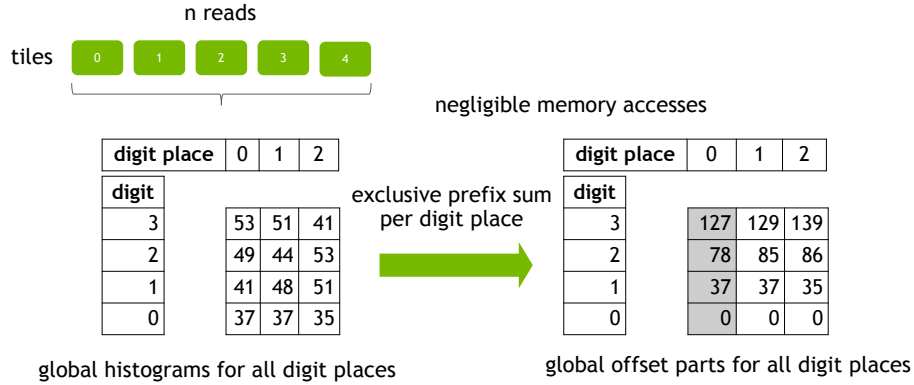 n reads
tiles 0 1 2 3 4
negligible memory accesses
digit place 0 1 2
digit
3 53 51 41
2 49 44 53
1 41 48 51
0 37 37 35
global histograms for all digit places
exclusive prefix sum
per digit place
digit place 0 1 2
digit
3 127 129 139
2 78 85 86
1 37 37 35
0 0 0 0
global offset parts for all digit places